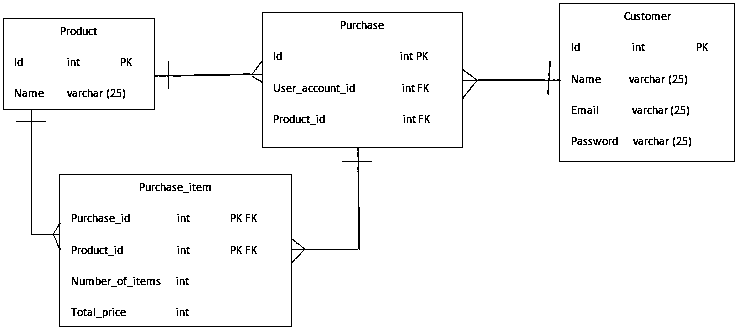 Product
Id int PK
Name varchar (25)
Purchase
Id int PK
User_account_id int FK
Product_id int FK
Customer
Id int PK
Name varchar (25)
Email varchar (25)
Password varchar (25)
Purchase_item
Purchase_id int PK FK
Product_id int PK FK
Number_of_items int
Total_price int